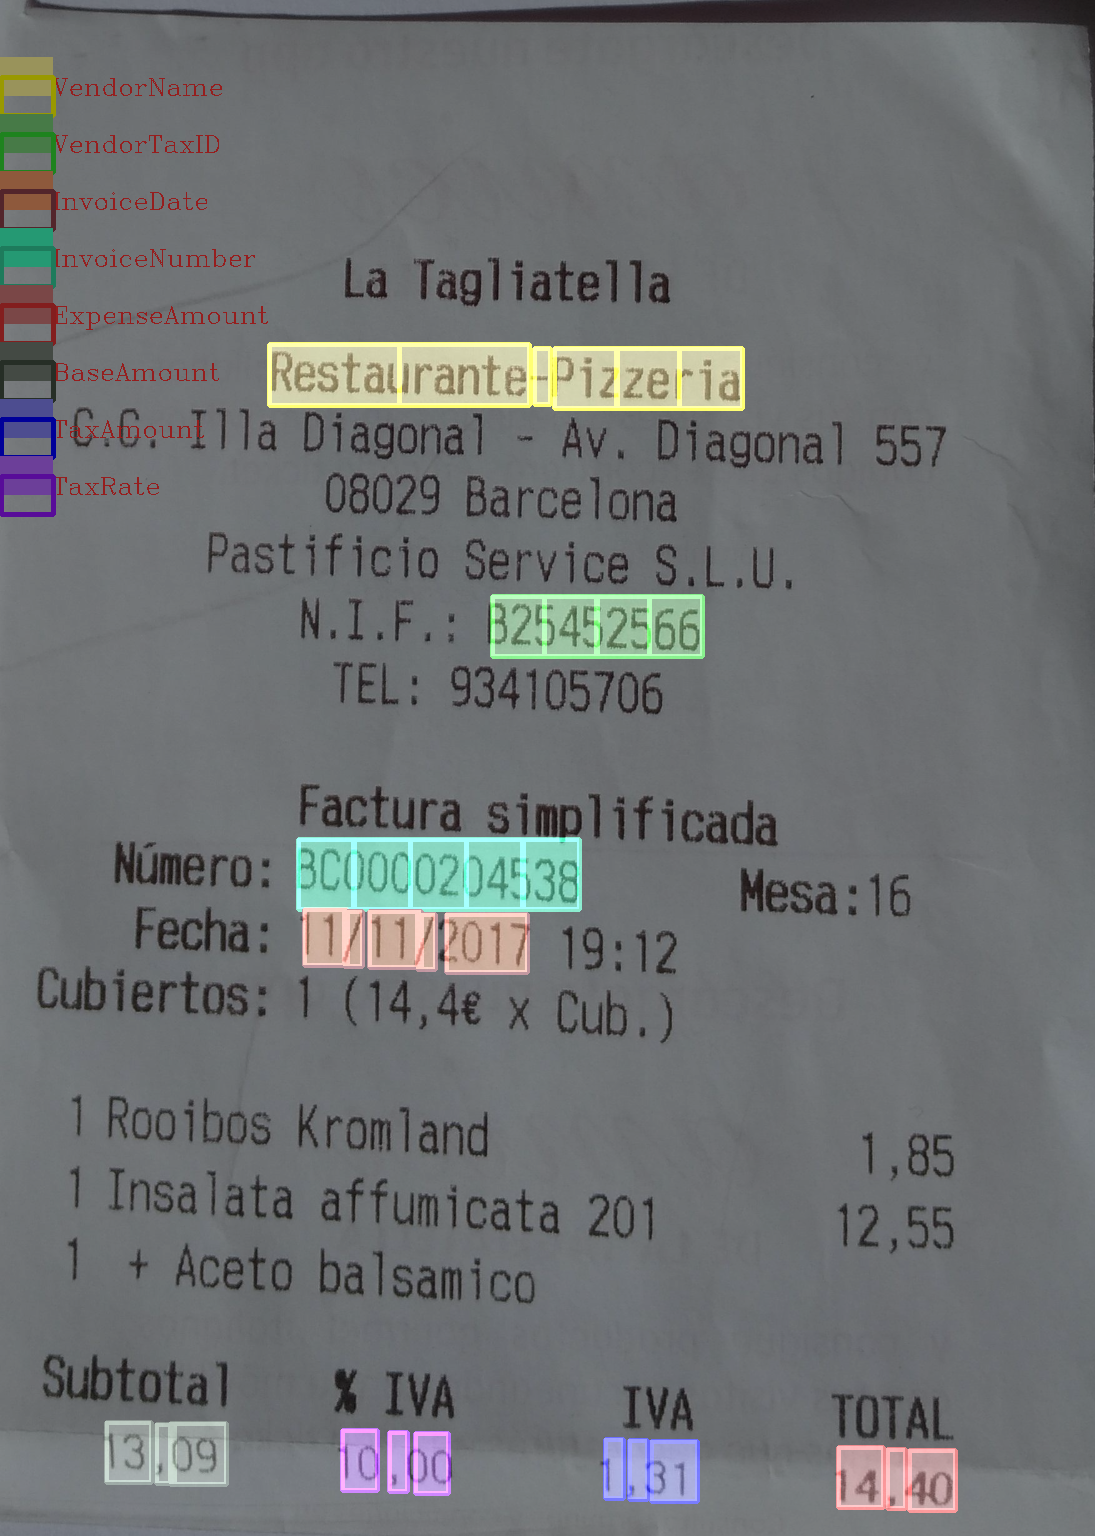 VendorName
VendorTaxID
InvoiceDate
InvoiceNumber
ExpenseAmount
BaseAmount
TaxAmount
TaxRate
La Tagliatella
Restaurante-Pizzeria
C.C. Illa Diagonal - Av. Diagonal 557
08029 Barcelona
Pastificio Service S.L.U.
N.I.F.: B25452566
TEL: 934105706
Factura simplificada
Número: BC0000204538 Mesa:16
Fecha: 11/11/2017 19:12
Cubiertos: 1 (14,4€ x Cub.)
1 Rooibos Kromland 1,85
1 Insalata affumicata 201 12,55
1 + Aceto balsamico
Subtotal % IVA IVA TOTAL
13,09 10,00 1,31 14,40